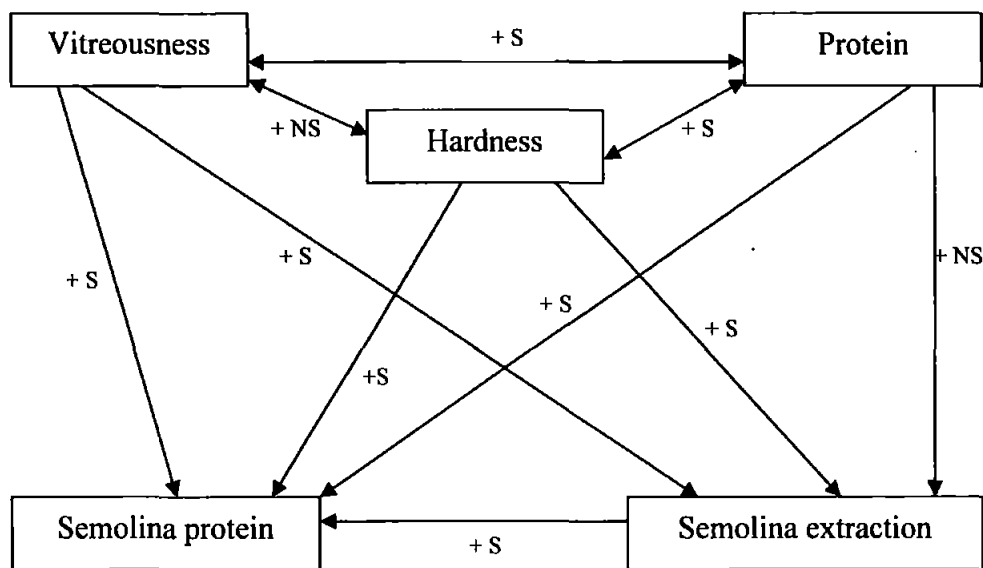 Vitreousness
+ S
Protein
+ NS
Hardness
+ S
+ S
+ S
+ S
+ S
+ NS
+S
Semolina protein
+ S
Semolina extraction